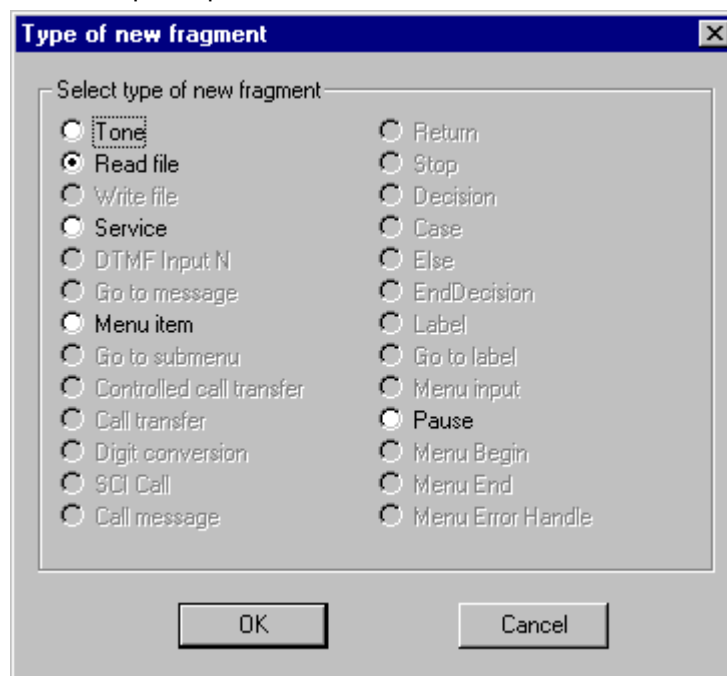 Type of new fragment
Select type of new fragment
Tone
Read file
Write file
Service
DTMF Input N
Go to message
Menu item
Go to submenu
Controlled call transfer
Call transfer
Digit conversion
SCI Call
Call message
Return
Stop
Decision
Case
Else
EndDecision
Label
Go to label
Menu input
Pause
Menu Begin
Menu End
Menu Error Handle
OK
Cancel